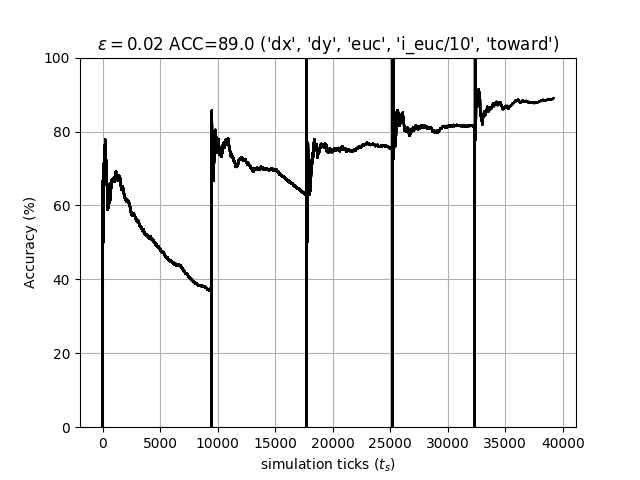 ε = 0.02 ACC=89.0 ('dx', 'dy', 'euc', 'i_euc/10', 'toward')
100
80
60
40
20
0
Accuracy (%)
0 5000 10000 15000 20000 25000 30000 35000 40000
simulation ticks (tₛ)